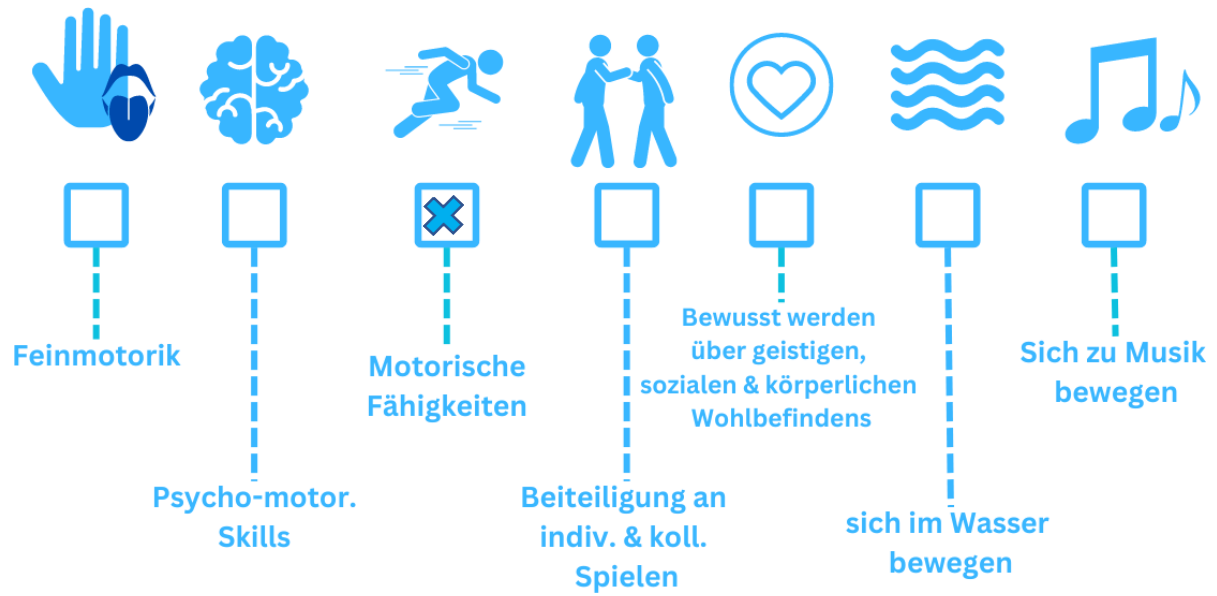 Feinmotorik
Psycho-motor.
Skills
Motorische
Fähigkeiten
Beiteiligung an
indiv. & koll.
Spielen
Bewusst werden
über geistigen,
sozialen & körperlichen
Wohlbefindens
sich im Wasser
bewegen
Sich zu Musik
bewegen